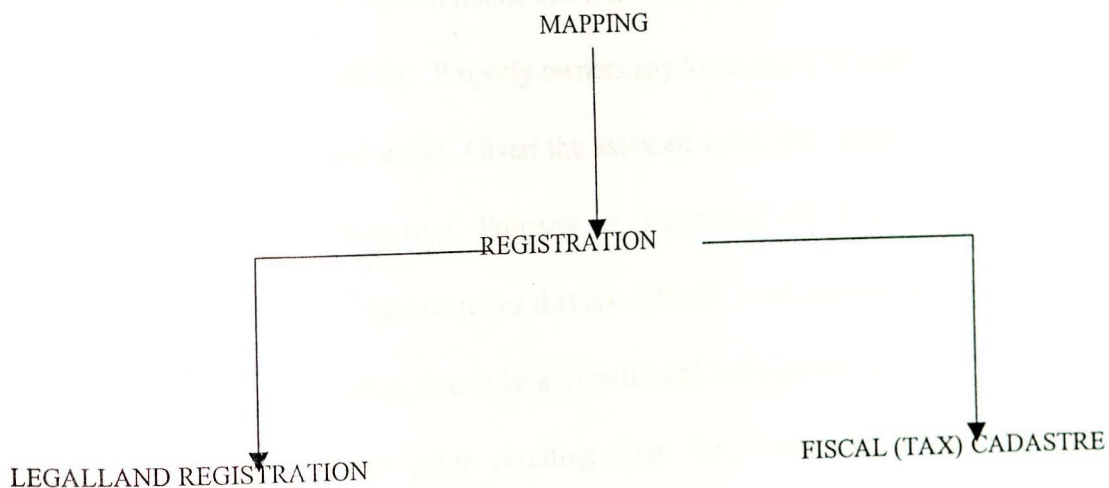 MAPPING
REGISTRATION
LEGALLAND REGISTRATION
FISCAL (TAX) CADASTRE